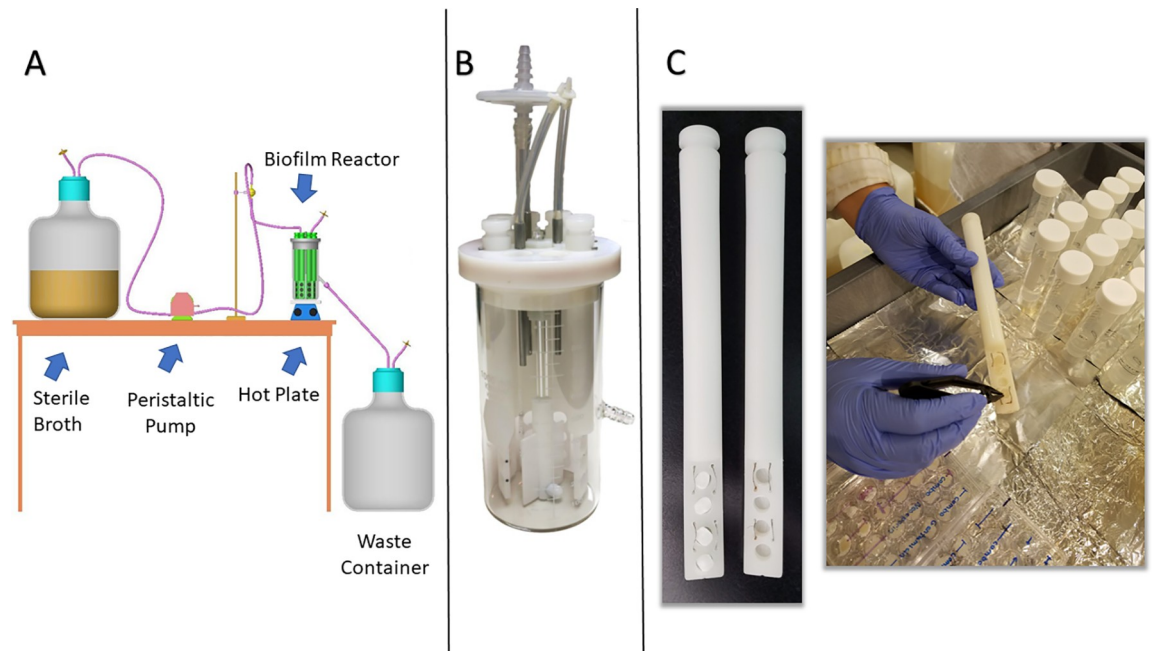 A
B
C
Biofilm Reactor
Sterile
Broth
Peristaltic
Pump
Hot Plate
Waste
Container